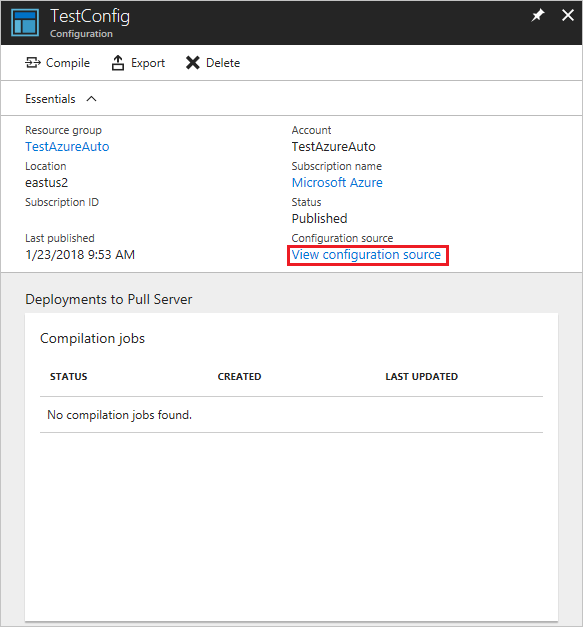 TestConfig
Configuration
Compile Export Delete
Essentials
Resource group
TestAzureAuto
Account
TestAzureAuto
Location
eastus2
Subscription name
Microsoft Azure
Subscription ID
Status
Published
Last published
1/23/2018 9:53 AM
Configuration source
View configuration source
Deployments to Pull Server
Compilation jobs
STATUS CREATED LAST UPDATED
No compilation jobs found.